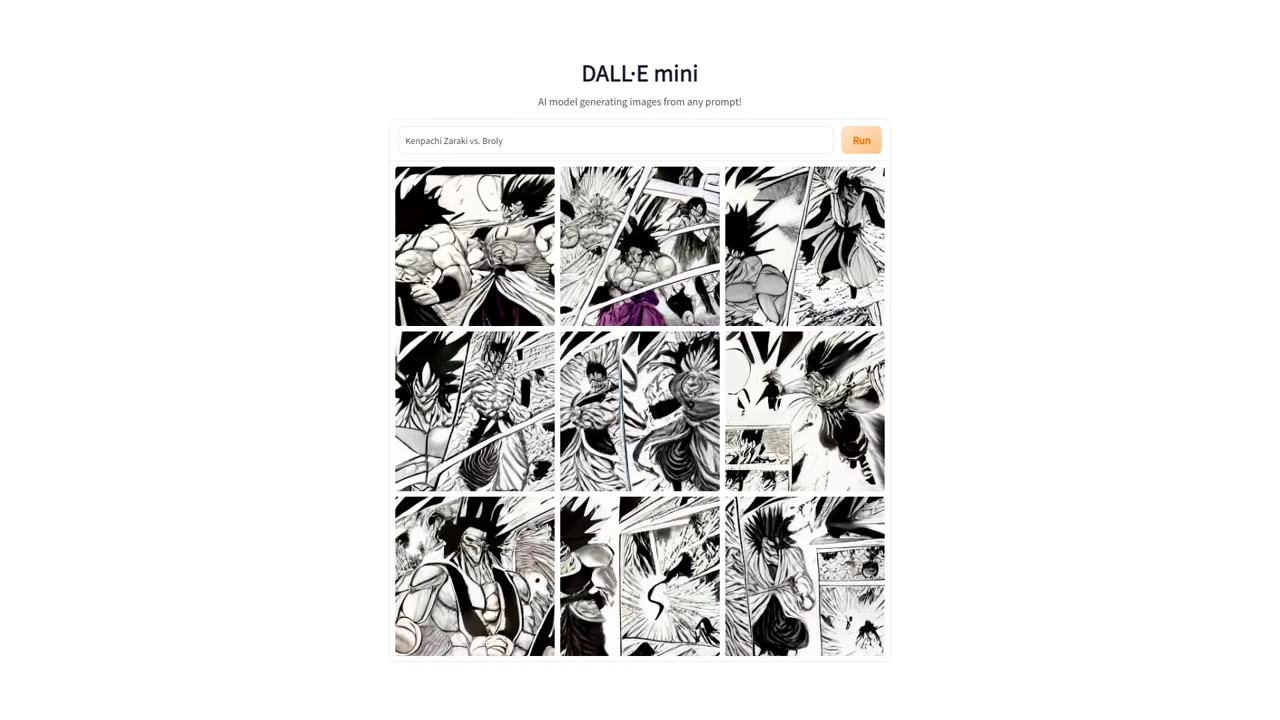 DALL·E mini
AI model generating images from any prompt!
Kenpachi Zaraki vs. Broly
Run